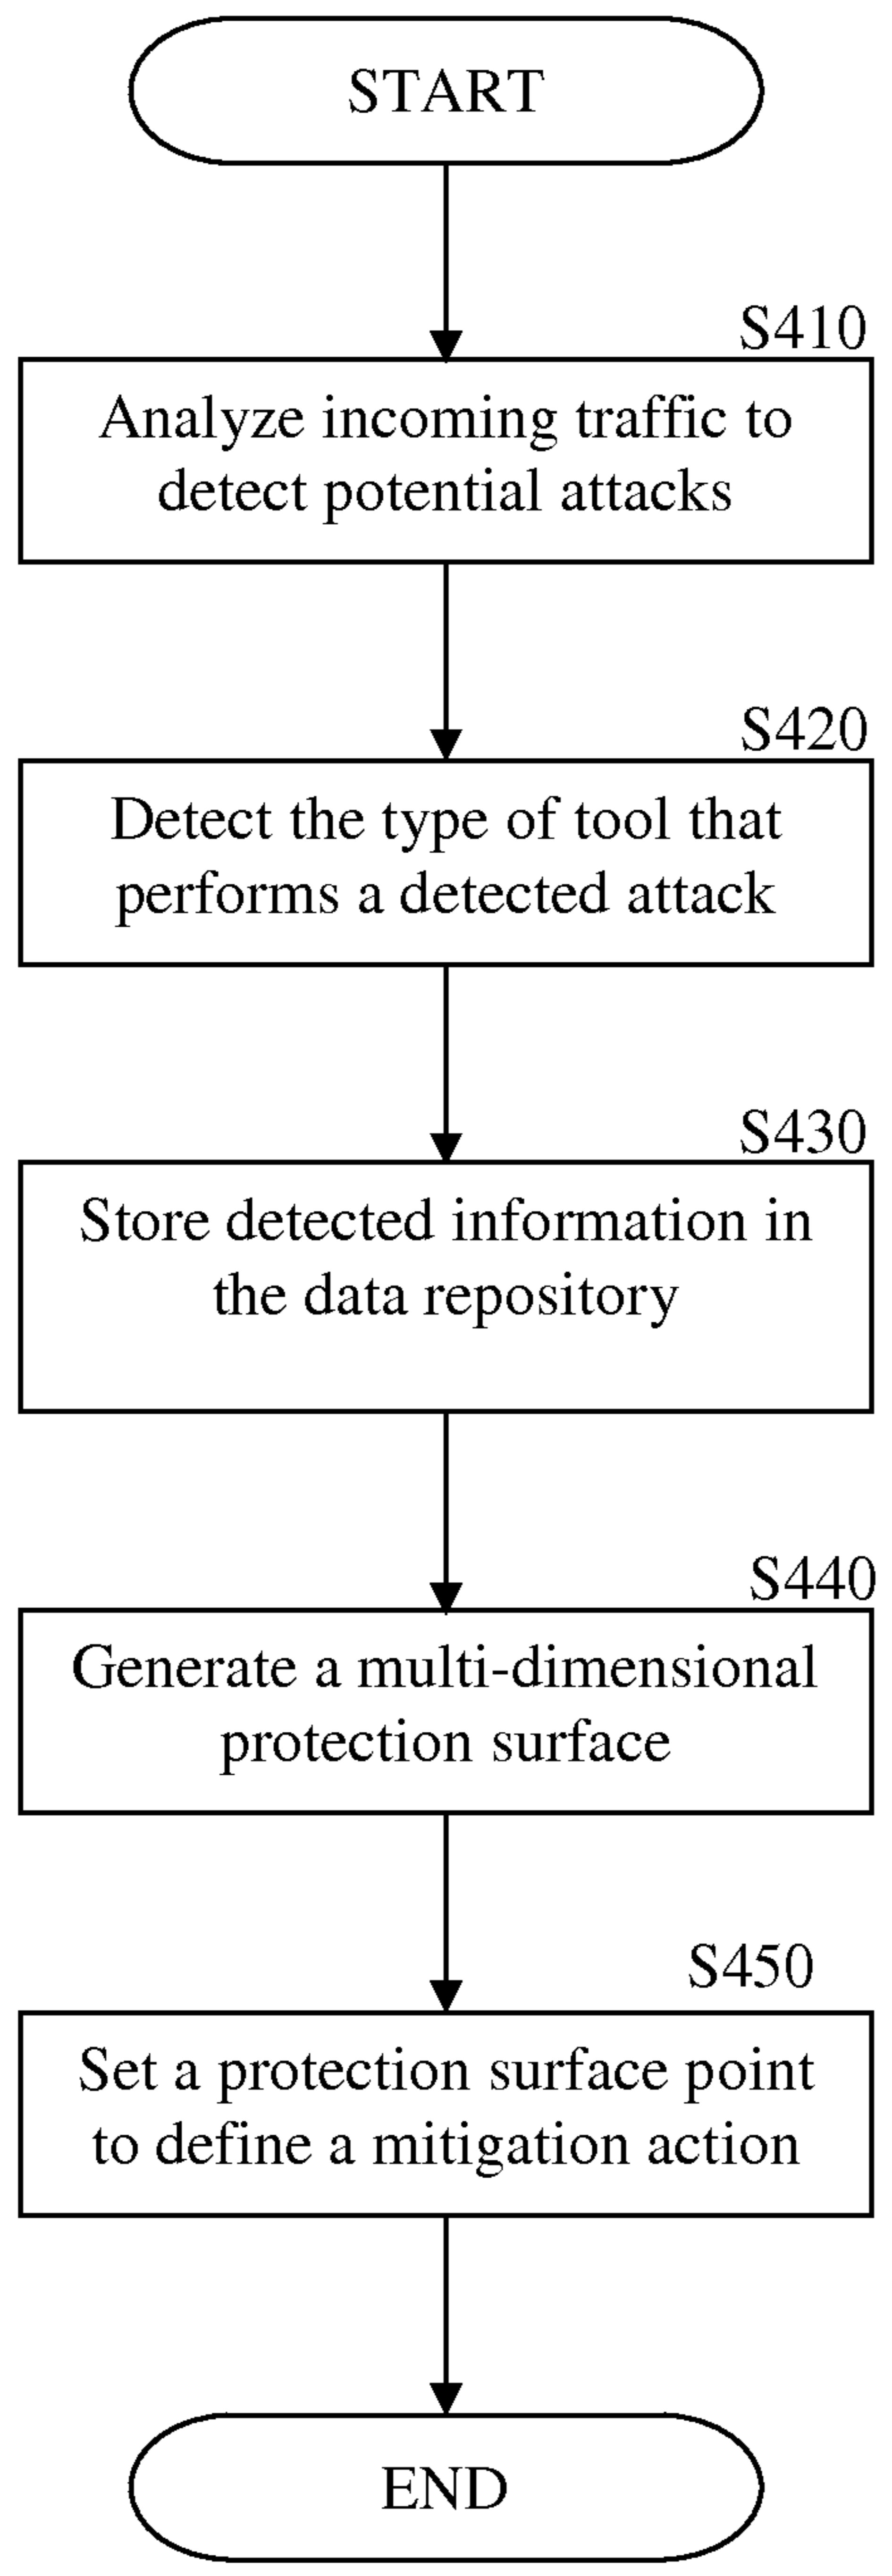 START
S410
Analyze incoming traffic to
detect potential attacks
S420
Detect the type of tool that
performs a detected attack
S430
Store detected information in
the data repository
S440
Generate a multi-dimensional
protection surface
S450
Set a protection surface point
to define a mitigation action
END